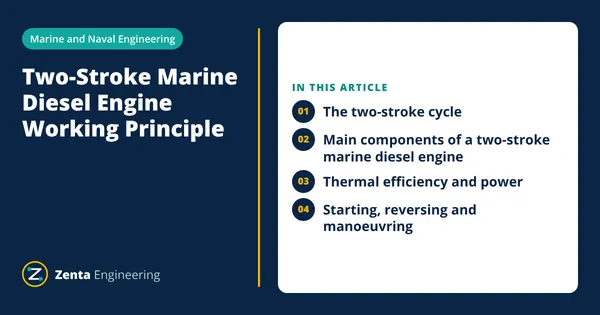 Marine and Naval Engineering
Two-Stroke Marine
Diesel Engine
Working Principle
Zenta Engineering
IN THIS ARTICLE
01 The two-stroke cycle
02 Main components of a two-stroke
marine diesel engine
03 Thermal efficiency and power
04 Starting, reversing and
manoeuvring